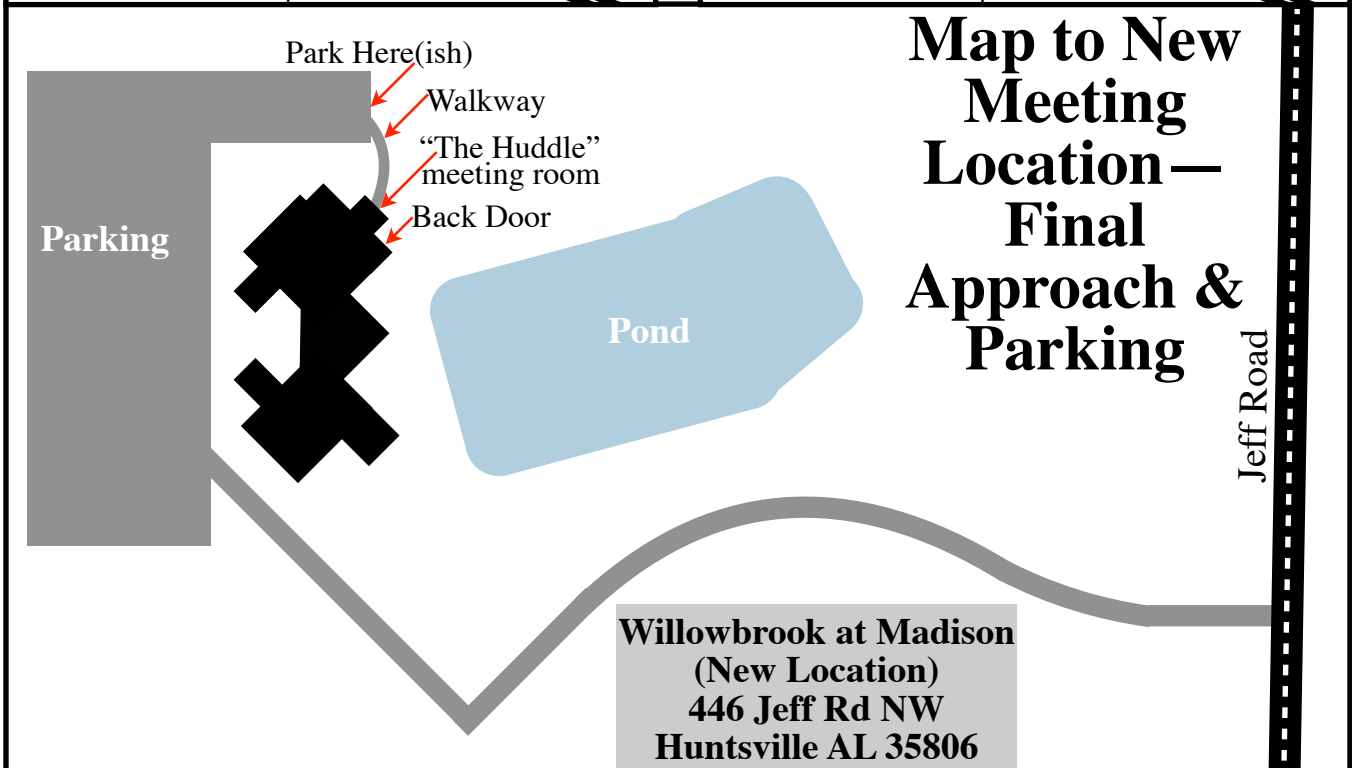 Map to New
Meeting
Location—
Final
Approach &
Parking
Park Here(ish)
Walkway
“The Huddle”
meeting room
Back Door
Parking
Pond
Jeff Road
Willowbrook at Madison
(New Location)
446 Jeff Rd NW
Huntsville AL 35806